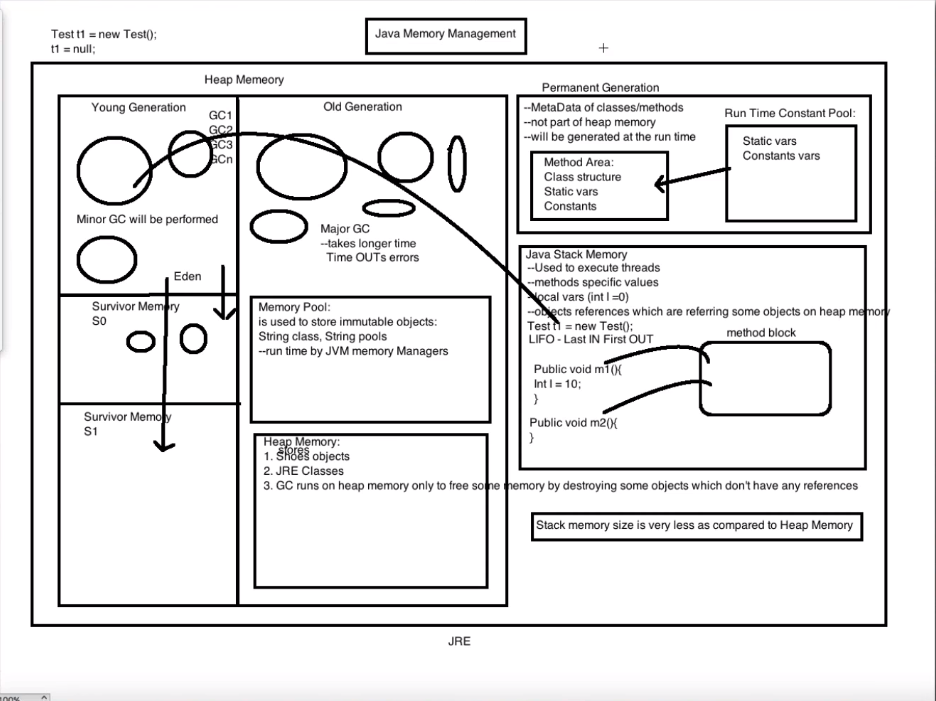 Test t1 = new Test();
t1 = null;
Java Memory Management
Heap Memeory
Young Generation
GC1
GC2
GC3
GCn
Minor GC will be performed
Eden
Survivor Memory
S0
Survivor Memory
S1
Old Generation
Major GC
--takes longer time
Time OUTs errors
Memory Pool:
is used to store immutable objects:
String class, String pools
--run time by JVM memory Managers
Heap Memory:
stores
1. Shoes objects
2. JRE Classes
3. GC runs on heap memory only to free some memory by destroying some objects which don't have any references
Permanent Generation
--MetaData of classes/methods
--not part of heap memory
--will be generated at the run time
Method Area:
Class structure
Static vars
Constants
Run Time Constant Pool:
Static vars
Constants vars
Java Stack Memory
--Used to execute threads
--methods specific values
--local vars (int I =0)
--objects references which are referring some objects on heap memory
Test t1 = new Test();
LIFO - Last IN First OUT
method block
Public void m1(){
Int I = 10;
}
Public void m2(){
}
Stack memory size is very less as compared to Heap Memory
JRE
100%